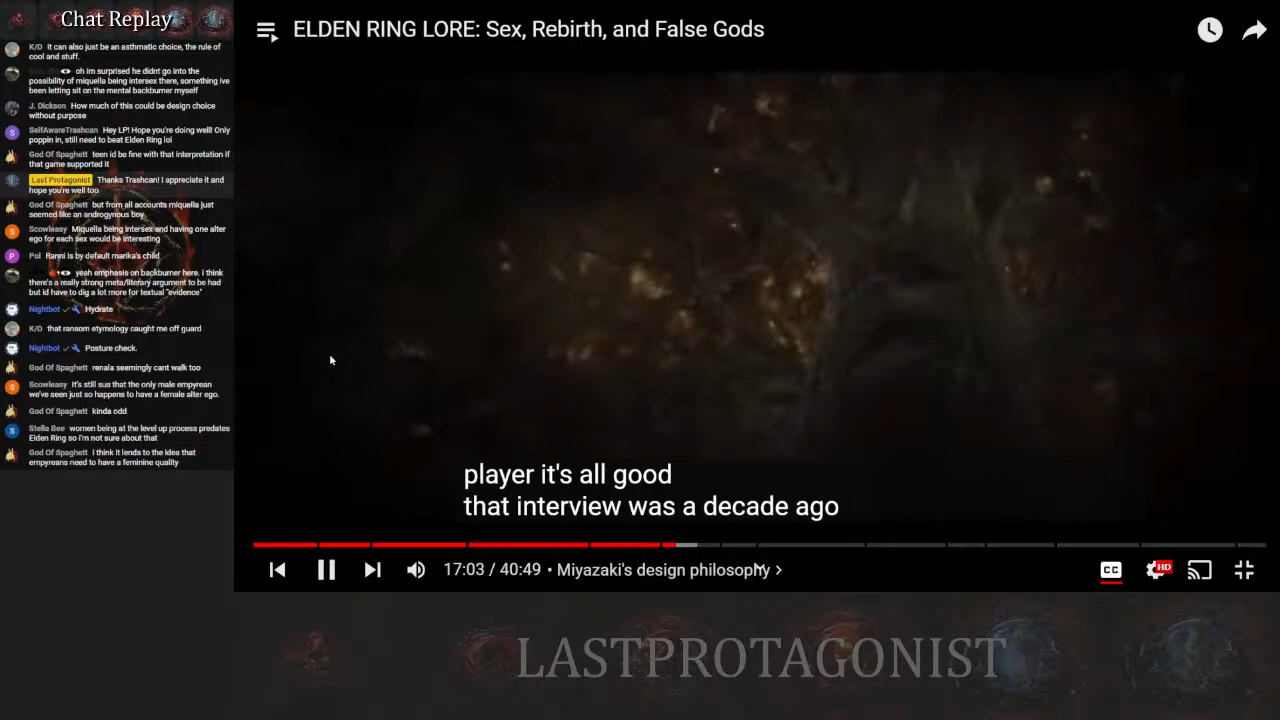 Chat Replay
K/D It can also just be an asthmatic choice, the rule of
cool and stuff.
oh im surprised he didnt go into the
possibility of miquella being intersex there, something ive
been letting sit on the mental backburner myself
J. Dickson How much of this could be design choice
without purpose
SelfAwareTrashcan Hey LP! Hope you're doing well! Only
poppin in, still need to beat Elden Ring lol
God Of Spaghett teen id be fine with that interpretation if
that game supported it
Last Protagonist Thanks Trashcan! I appreciate it and
hope you're well too
God Of Spaghett but from all accounts miquella just
seemed like an androgynous boy
Scowleasy Miquella being intersex and having one alter
ego for each sex would be interesting
Pol Ranni is by default marika's child
yeah emphasis on backburner here. i think
there's a really strong meta/literary argument to be had
but id have to dig a lot more for textual "evidence"
Nightbot Hydrate
K/D that ransom etymology caught me off guard
Nightbot Posture check.
God Of Spaghett renala seemingly cant walk too
Scowleasy It's still sus that the only male empyrean
we've seen just so happens to have a female alter ego.
God Of Spaghett kinda odd
Stella Bee women being at the level up process predates
Elden Ring so i'm not sure about that
God Of Spaghett i think it lends to the idea that
empyreans need to have a feminine quality
ELDEN RING LORE: Sex, Rebirth, and False Gods
player it's all good
that interview was a decade ago
17:03 / 40:49 • Miyazaki's design philosophy >
CC
HD
LASTPROTAGONIST